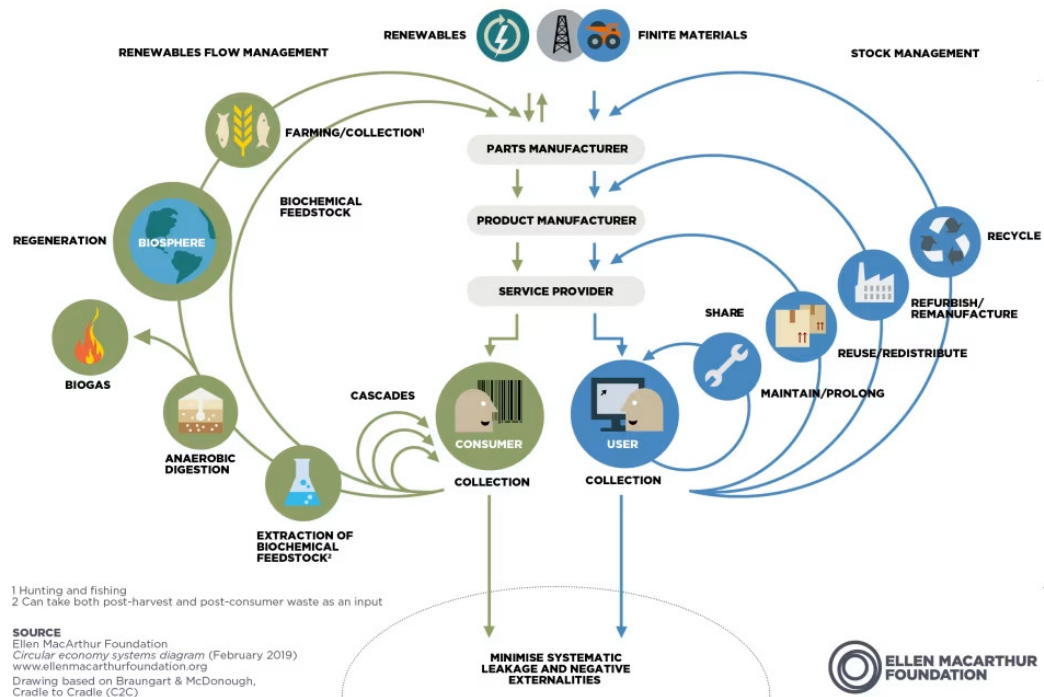 RENEWABLES
FINITE MATERIALS
RENEWABLES FLOW MANAGEMENT
STOCK MANAGEMENT
FARMING/COLLECTION¹
PARTS MANUFACTURER
BIOCHEMICAL
FEEDSTOCK
PRODUCT MANUFACTURER
REGENERATION
BIOSPHERE
RECYCLE
SERVICE PROVIDER
SHARE
REFURBISH/
REMANUFACTURE
REUSE/REDISTRIBUTE
BIOGAS
CASCADES
MAINTAIN/PROLONG
CONSUMER
USER
ANAEROBIC
DIGESTION
COLLECTION
COLLECTION
EXTRACTION OF
BIOCHEMICAL
FEEDSTOCK²
1 Hunting and fishing
2 Can take both post-harvest and post-consumer waste as an input
SOURCE
Ellen MacArthur Foundation
Circular economy systems diagram (February 2019)
www.ellenmacarthurfoundation.org
Drawing based on Braungart & McDonough,
Cradle to Cradle (C2C)
MINIMISE SYSTEMATIC
LEAKAGE AND NEGATIVE
EXTERNALITIES
ELLEN MACARTHUR
FOUNDATION